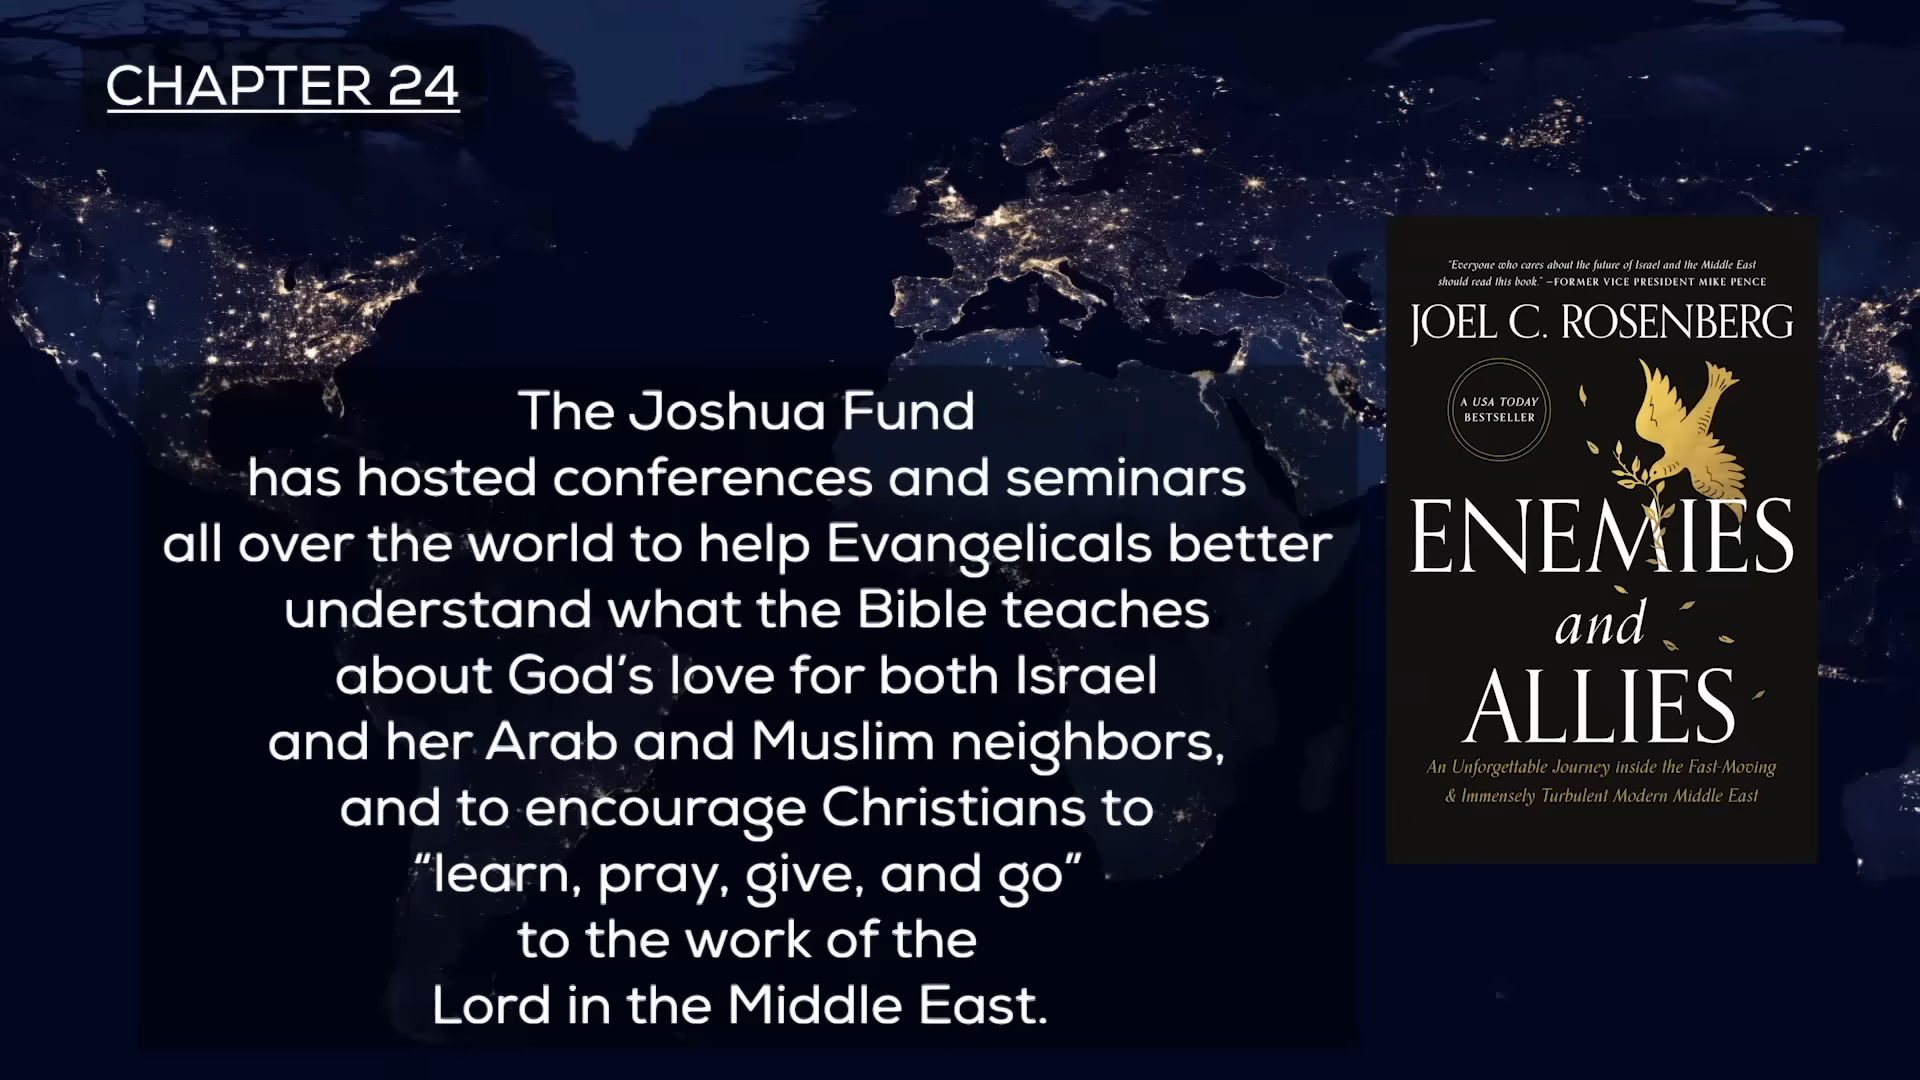 CHAPTER 24
The Joshua Fund
has hosted conferences and seminars
all over the world to help Evangelicals better
understand what the Bible teaches
about God’s love for both Israel
and her Arab and Muslim neighbors,
and to encourage Christians to
“learn, pray, give, and go”
to the work of the
Lord in the Middle East.
"Everyone who cares about the future of Israel and the Middle East
should read this book." —FORMER VICE PRESIDENT MIKE PENCE
JOEL C. ROSENBERG
A USA TODAY
BESTSELLER
ENEMIES
and
ALLIES
An Unforgettable Journey inside the Fast-Moving
& Immensely Turbulent Modern Middle East